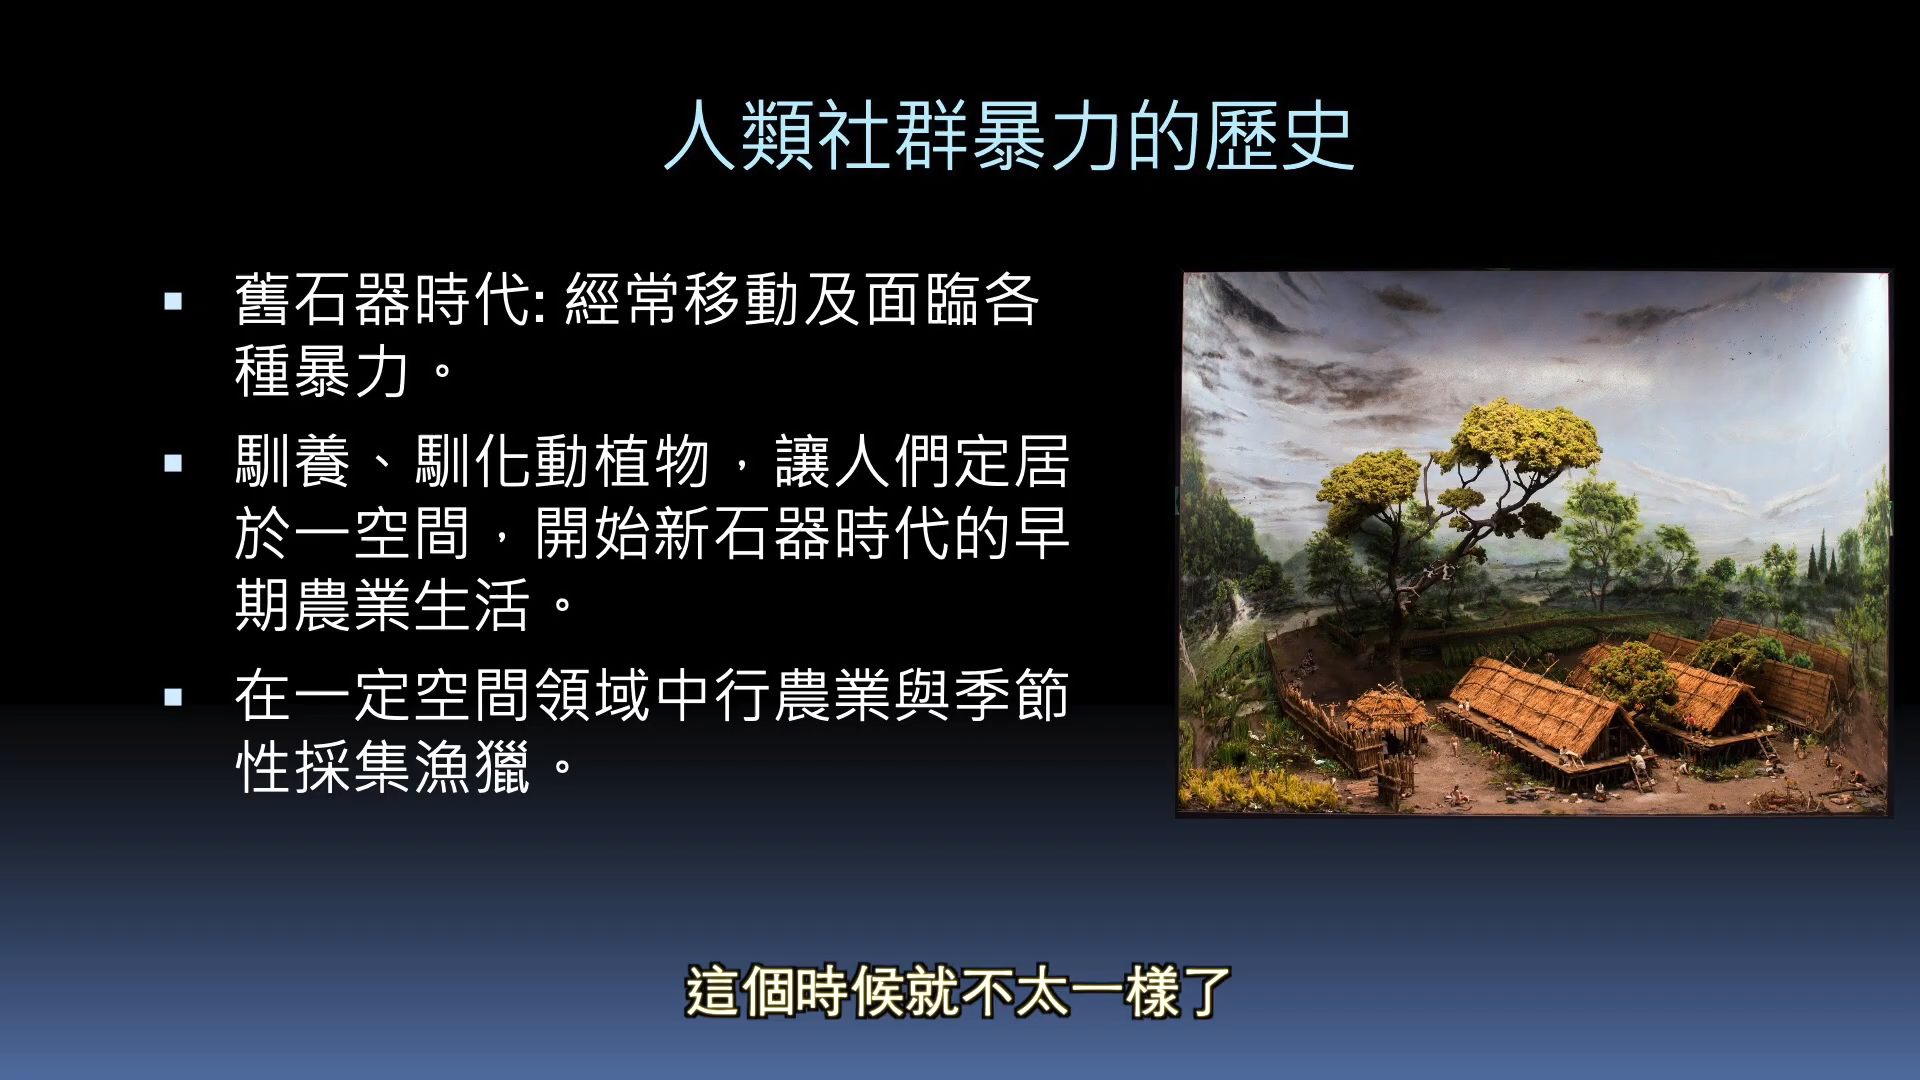 人類社群暴力的歷史
舊石器時代: 經常移動及面臨各
種暴力。
馴養、馴化動植物，讓人們定居
於一空間，開始新石器時代的早
期農業生活。
在一定空間領域中行農業與季節
性採集漁獵。
這個時候就不太一樣了